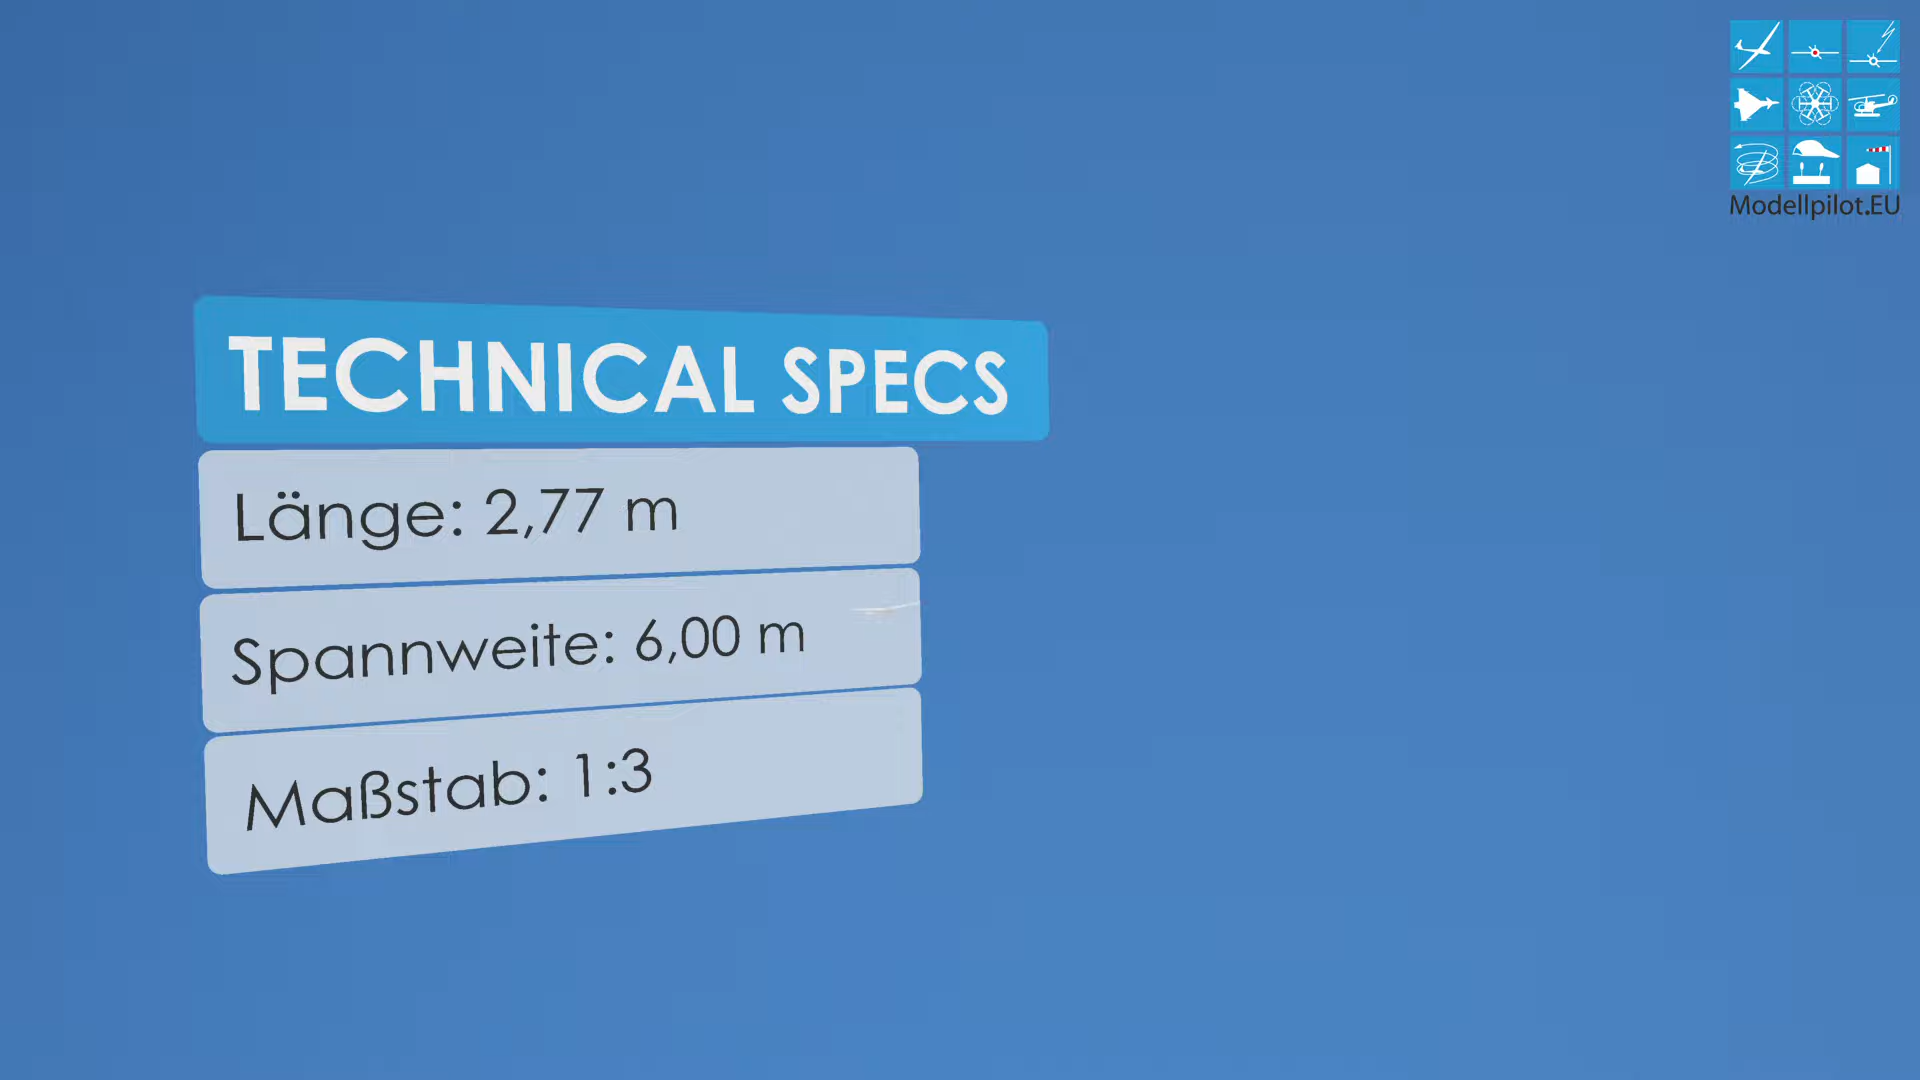 Modellpilot.EU
TECHNICAL SPECS
Länge: 2,77 m
Spannweite: 6,00 m
Maßstab: 1:3